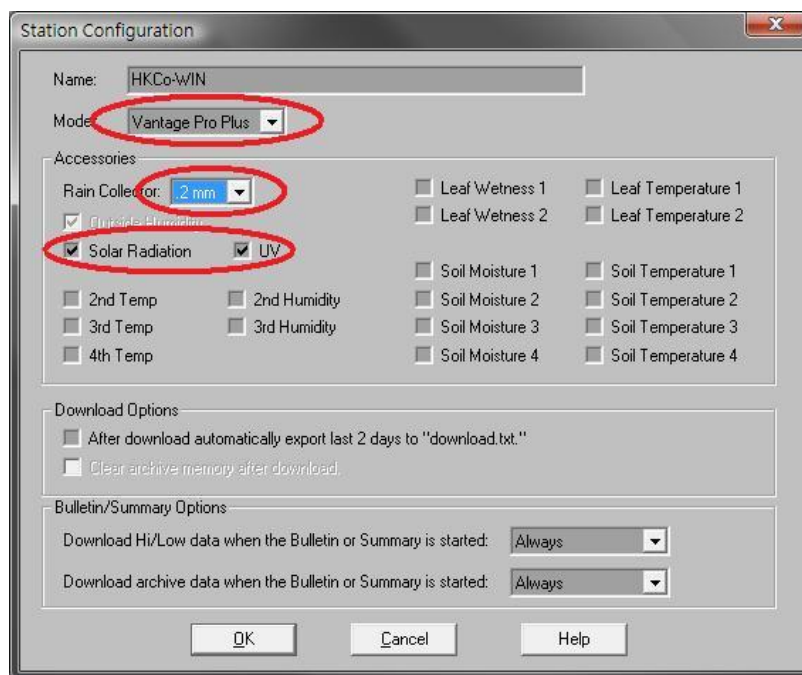 Station Configuration
Name: HKCo-WIN
Mode: Vantage Pro Plus
Accessories
Rain Collector: .2 mm
Outside Humidity
Solar Radiation UV
2nd Temp 2nd Humidity
3rd Temp 3rd Humidity
4th Temp
Leaf Wetness 1 Leaf Temperature 1
Leaf Wetness 2 Leaf Temperature 2
Soil Moisture 1 Soil Temperature 1
Soil Moisture 2 Soil Temperature 2
Soil Moisture 3 Soil Temperature 3
Soil Moisture 4 Soil Temperature 4
Download Options
After download automatically export last 2 days to "download.txt."
Clear archive memory after download.
Bulletin/Summary Options
Download Hi/Low data when the Bulletin or Summary is started: Always
Download archive data when the Bulletin or Summary is started: Always
OK Cancel Help